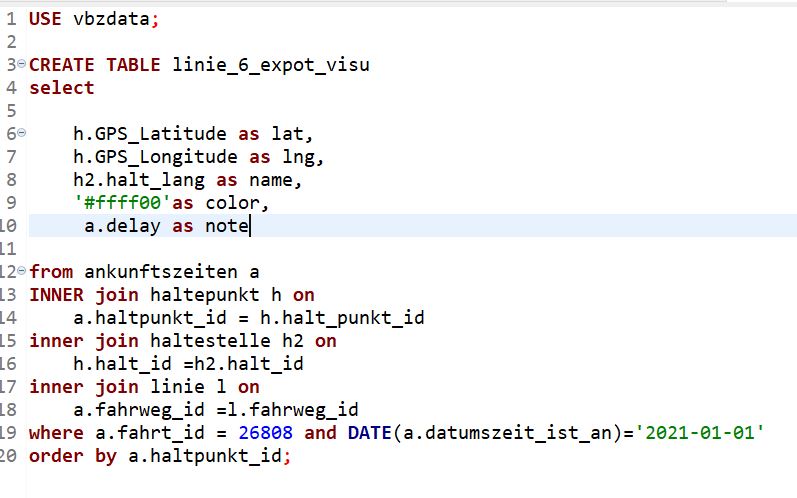 1 USE vbzdata;
2
3 CREATE TABLE linie_6_expot_visu
4 select
5
6 h.GPS_Latitude as lat,
7 h.GPS_Longitude as lng,
8 h2.halt_lang as name,
9 '#ffff00'as color,
10 a.delay as note
11
12 from ankunftszeiten a
13 INNER join haltepunkt h on
14 a.haltpunkt_id = h.halt_punkt_id
15 inner join haltestelle h2 on
16 h.halt_id =h2.halt_id
17 inner join linie l on
18 a.fahrweg_id =l.fahrweg_id
19 where a.fahrt_id = 26808 and DATE(a.datumszeit_ist_an)='2021-01-01'
20 order by a.haltpunkt_id;